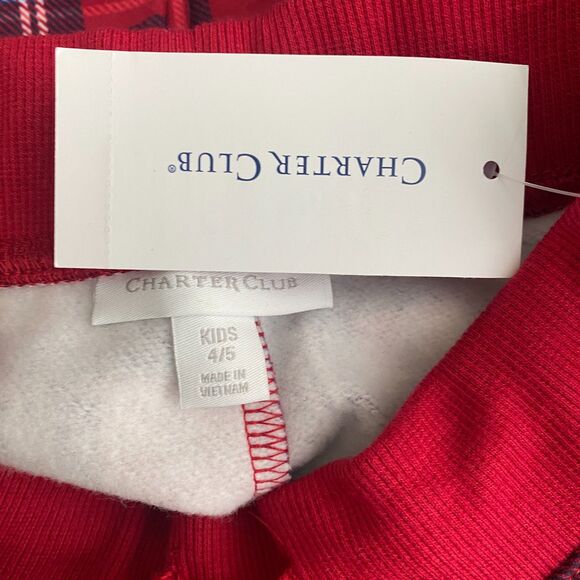 CHARTER CLUB®
CHARTER CLUB
KIDS
4/5
MADE IN
VIETNAM